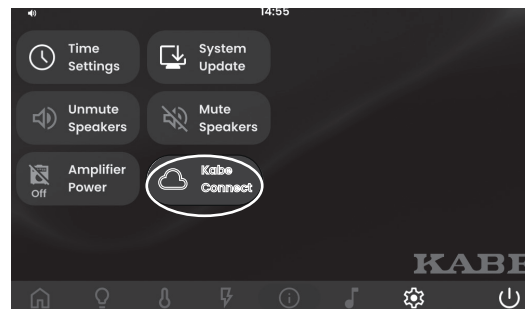 14:55
Time
Settings
System
Update
Unmute
Speakers
Mute
Speakers
Off
Amplifier
Power
Kabe
Connect
KABE